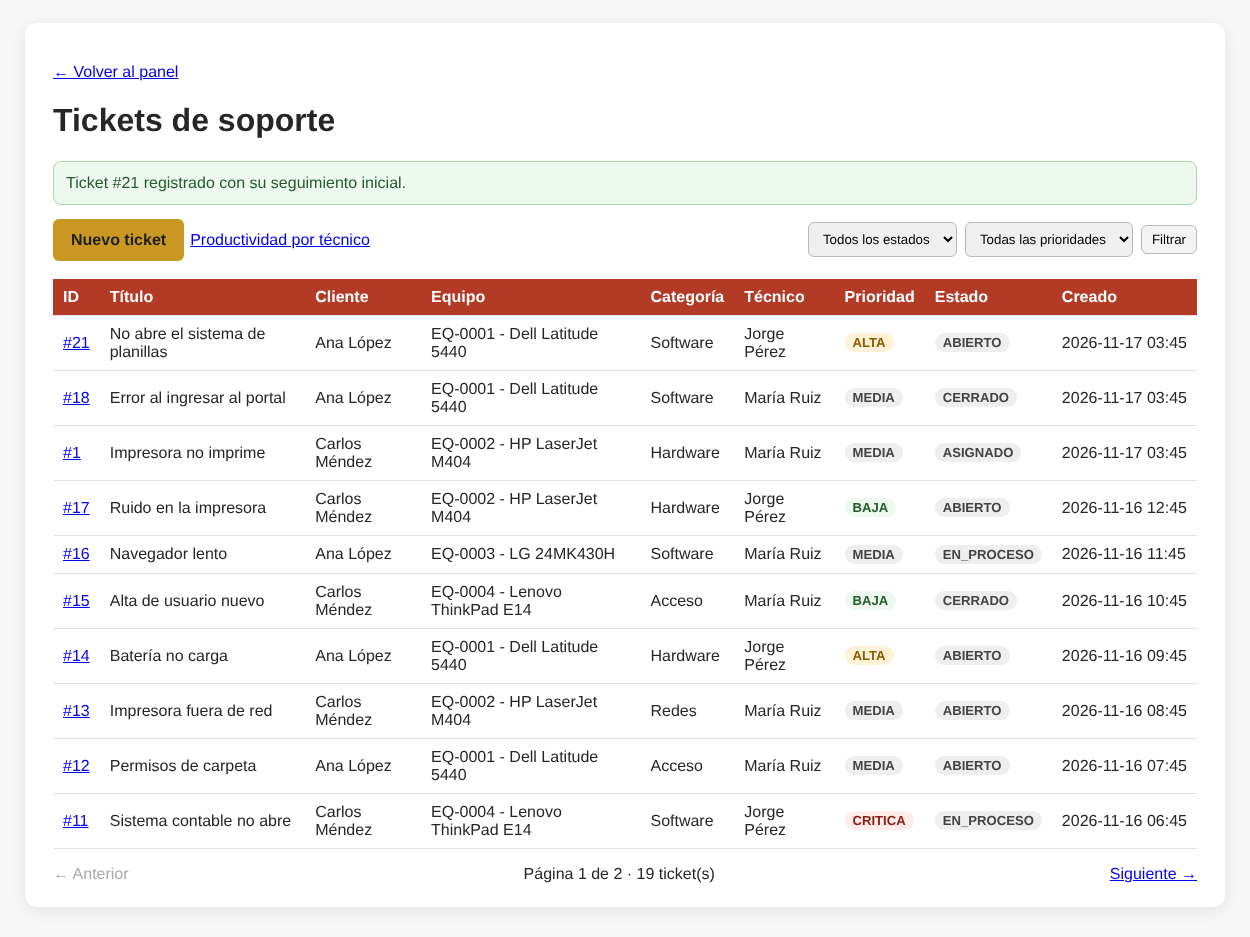 ← Volver al panel
Tickets de soporte
Ticket #21 registrado con su seguimiento inicial.
Nuevo ticket Productividad por técnico Todos los estados Todas las prioridades Filtrar
ID Título Cliente Equipo Categoría Técnico Prioridad Estado Creado
#21 No abre el sistema de planillas Ana López EQ-0001 - Dell Latitude 5440 Software Jorge Pérez ALTA ABIERTO 2026-11-17 03:45
#18 Error al ingresar al portal Ana López EQ-0001 - Dell Latitude 5440 Software María Ruiz MEDIA CERRADO 2026-11-17 03:45
#1 Impresora no imprime Carlos Méndez EQ-0002 - HP LaserJet M404 Hardware María Ruiz MEDIA ASIGNADO 2026-11-17 03:45
#17 Ruido en la impresora Carlos Méndez EQ-0002 - HP LaserJet M404 Hardware Jorge Pérez BAJA ABIERTO 2026-11-16 12:45
#16 Navegador lento Ana López EQ-0003 - LG 24MK430H Software María Ruiz MEDIA EN_PROCESO 2026-11-16 11:45
#15 Alta de usuario nuevo Carlos Méndez EQ-0004 - Lenovo ThinkPad E14 Acceso María Ruiz BAJA CERRADO 2026-11-16 10:45
#14 Batería no carga Ana López EQ-0001 - Dell Latitude 5440 Hardware Jorge Pérez ALTA ABIERTO 2026-11-16 09:45
#13 Impresora fuera de red Carlos Méndez EQ-0002 - HP LaserJet M404 Redes María Ruiz MEDIA ABIERTO 2026-11-16 08:45
#12 Permisos de carpeta Ana López EQ-0001 - Dell Latitude 5440 Acceso María Ruiz MEDIA ABIERTO 2026-11-16 07:45
#11 Sistema contable no abre Carlos Méndez EQ-0004 - Lenovo ThinkPad E14 Software Jorge Pérez CRITICA EN_PROCESO 2026-11-16 06:45
← Anterior Página 1 de 2 · 19 ticket(s) Siguiente →